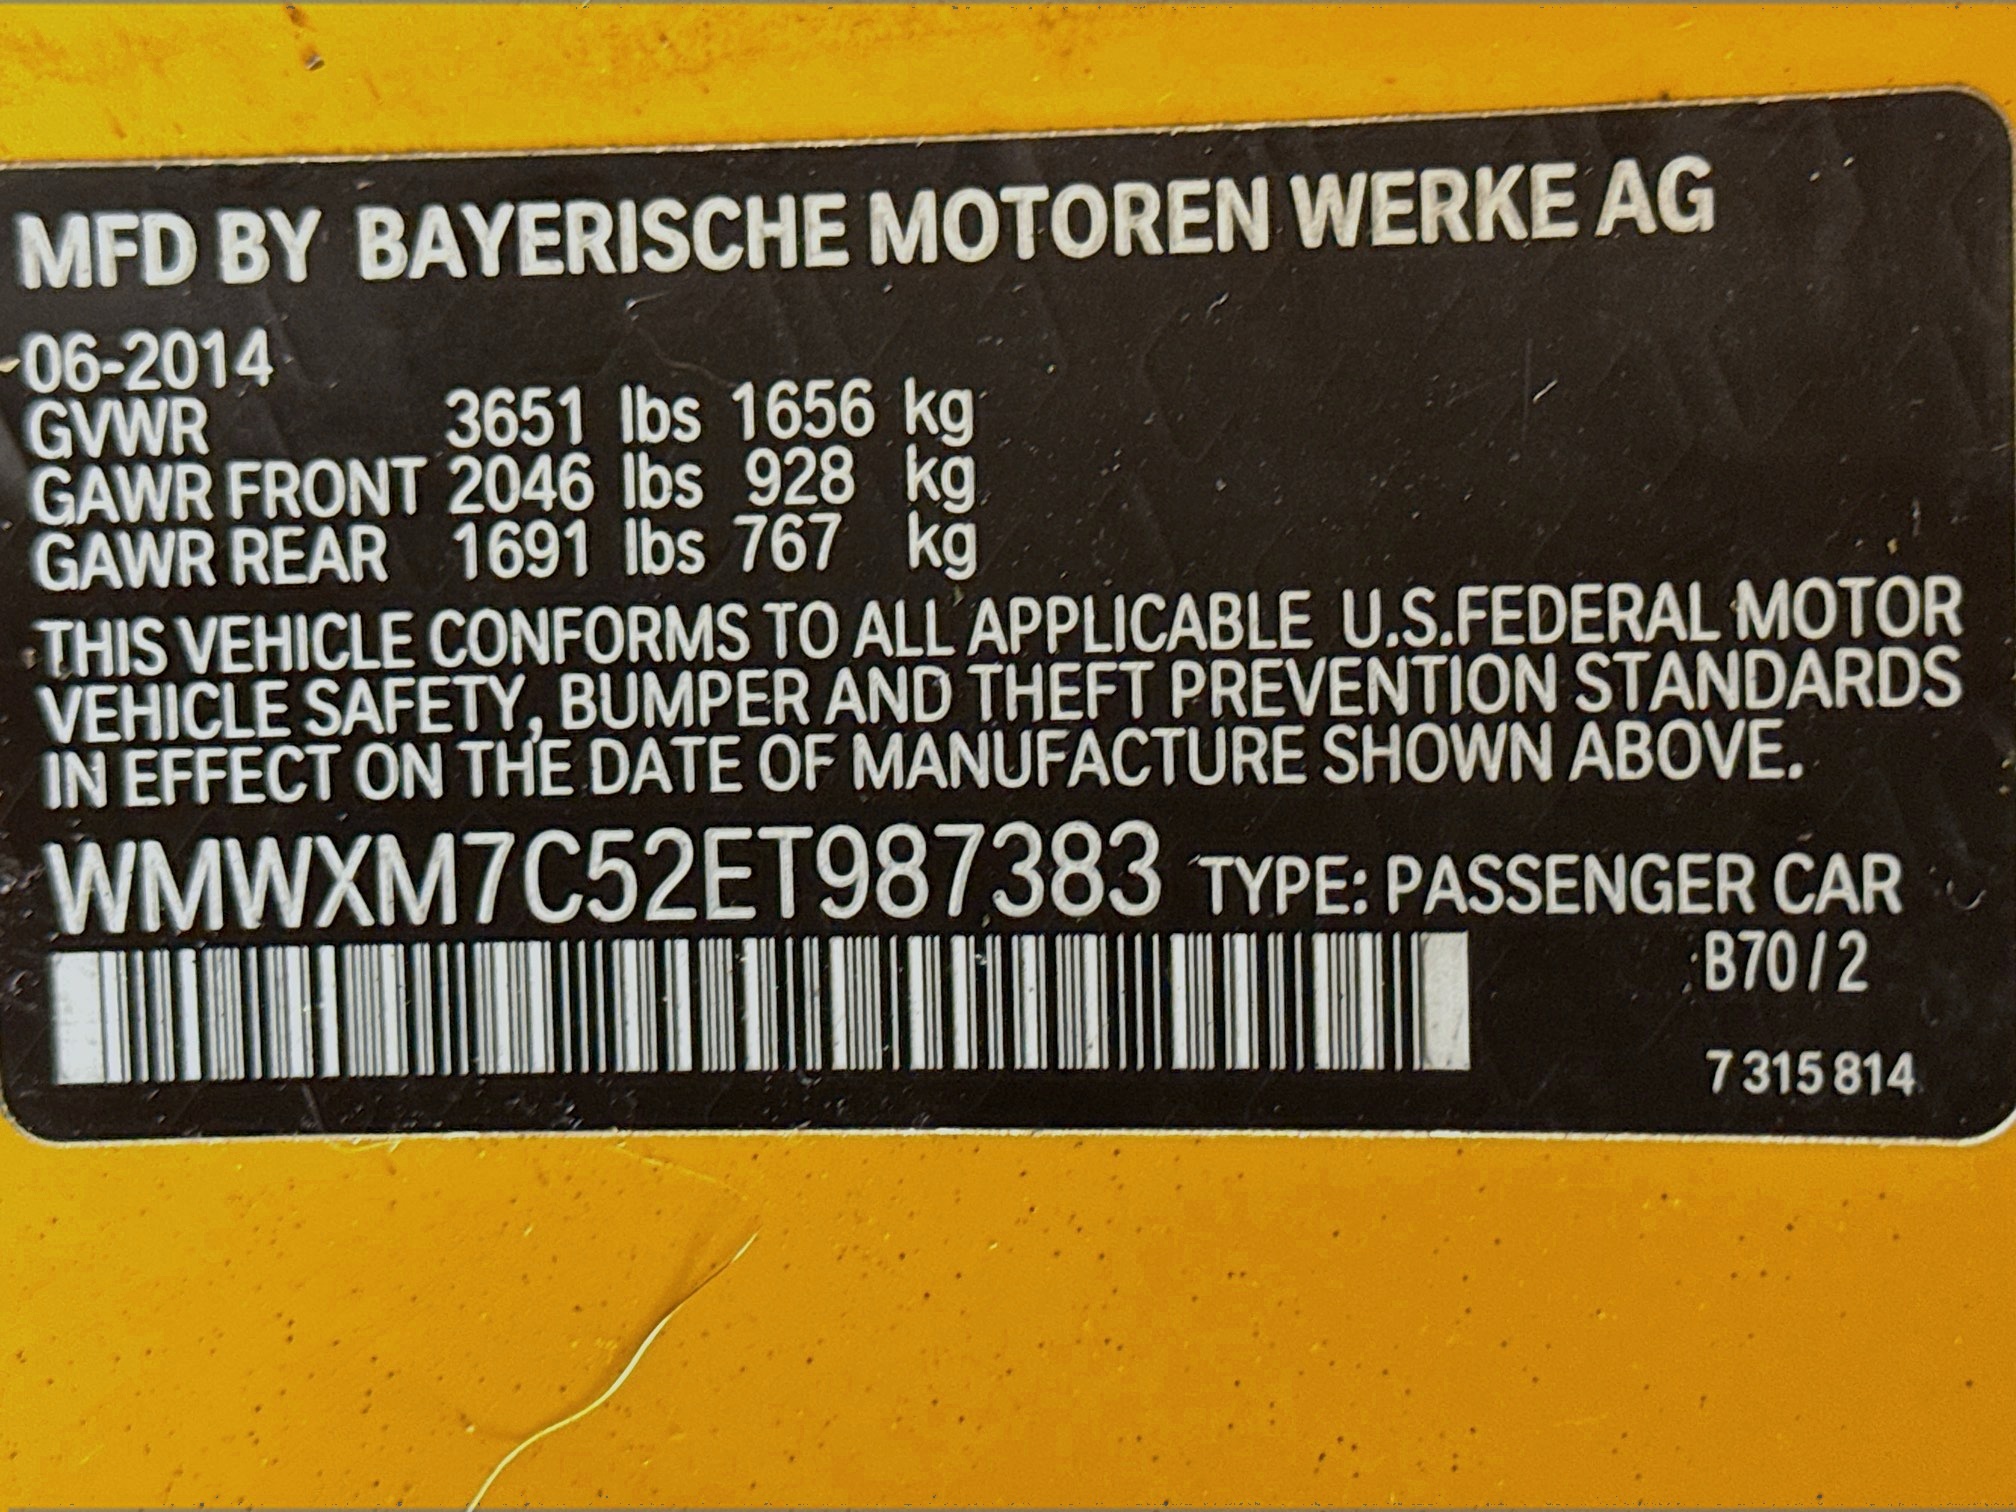 MFD BY BAYERISCHE MOTOREN WERKE AG
06-2014
GVWR 3651 lbs 1656 kg
GAWR FRONT 2046 lbs 928 kg
GAWR REAR 1691 lbs 767 kg
THIS VEHICLE CONFORMS TO ALL APPLICABLE U.S.FEDERAL MOTOR
VEHICLE SAFETY, BUMPER AND THEFT PREVENTION STANDARDS
IN EFFECT ON THE DATE OF MANUFACTURE SHOWN ABOVE.
WMWXM7C52ET987383 TYPE: PASSENGER CAR
B70/2
7 315 814